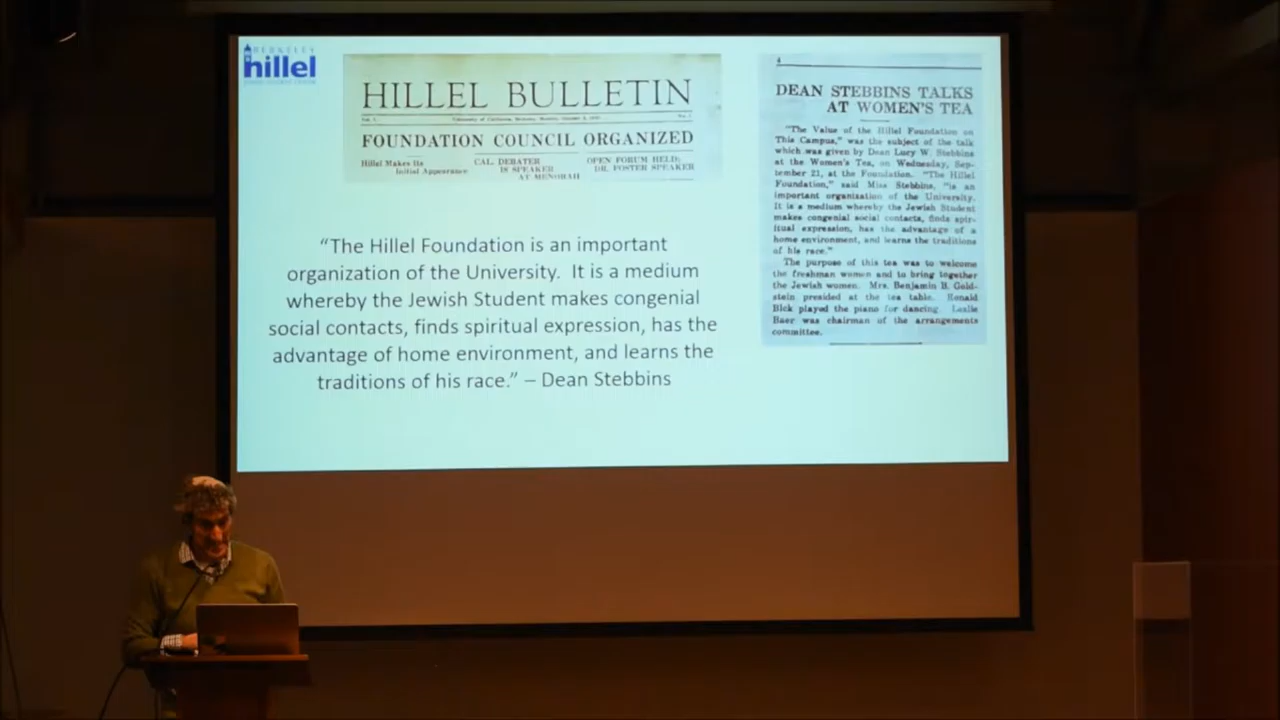 BERKELEY
hillel
HILLEL BULLETIN
FOUNDATION COUNCIL ORGANIZED
Hillel Makes Its
Initial Appearance
CAL. DEBATER
IS SPEAKER
AT MENORAH
OPEN FORUM HELD;
DR. FOSTER SPEAKER
“The Hillel Foundation is an important
organization of the University. It is a medium
whereby the Jewish Student makes congenial
social contacts, finds spiritual expression, has the
advantage of home environment, and learns the
traditions of his race.” – Dean Stebbins
4
DEAN STEBBINS TALKS
AT WOMEN'S TEA
"The Value of the Hillel Foundation on
This Campus," was the subject of the talk
which was given by Dean Lucy W. Stebbins
at the Women's Tea, on Wednesday, Sep-
tember 21, at the Foundation. "The Hillel
Foundation," said Miss Stebbins, "is an
important organization of the University.
It is a medium whereby the Jewish Student
makes congenial social contacts, finds spir-
itual expression, has the advantage of a
home environment, and learns the traditions
of his race."
The purpose of this tea was to welcome
the freshman women and to bring together
the Jewish women. Mrs. Benjamin B. Gold-
stein presided at the tea table. Ronald
Bick played the piano for dancing. Leslie
Baer was chairman of the arrangements
committee.